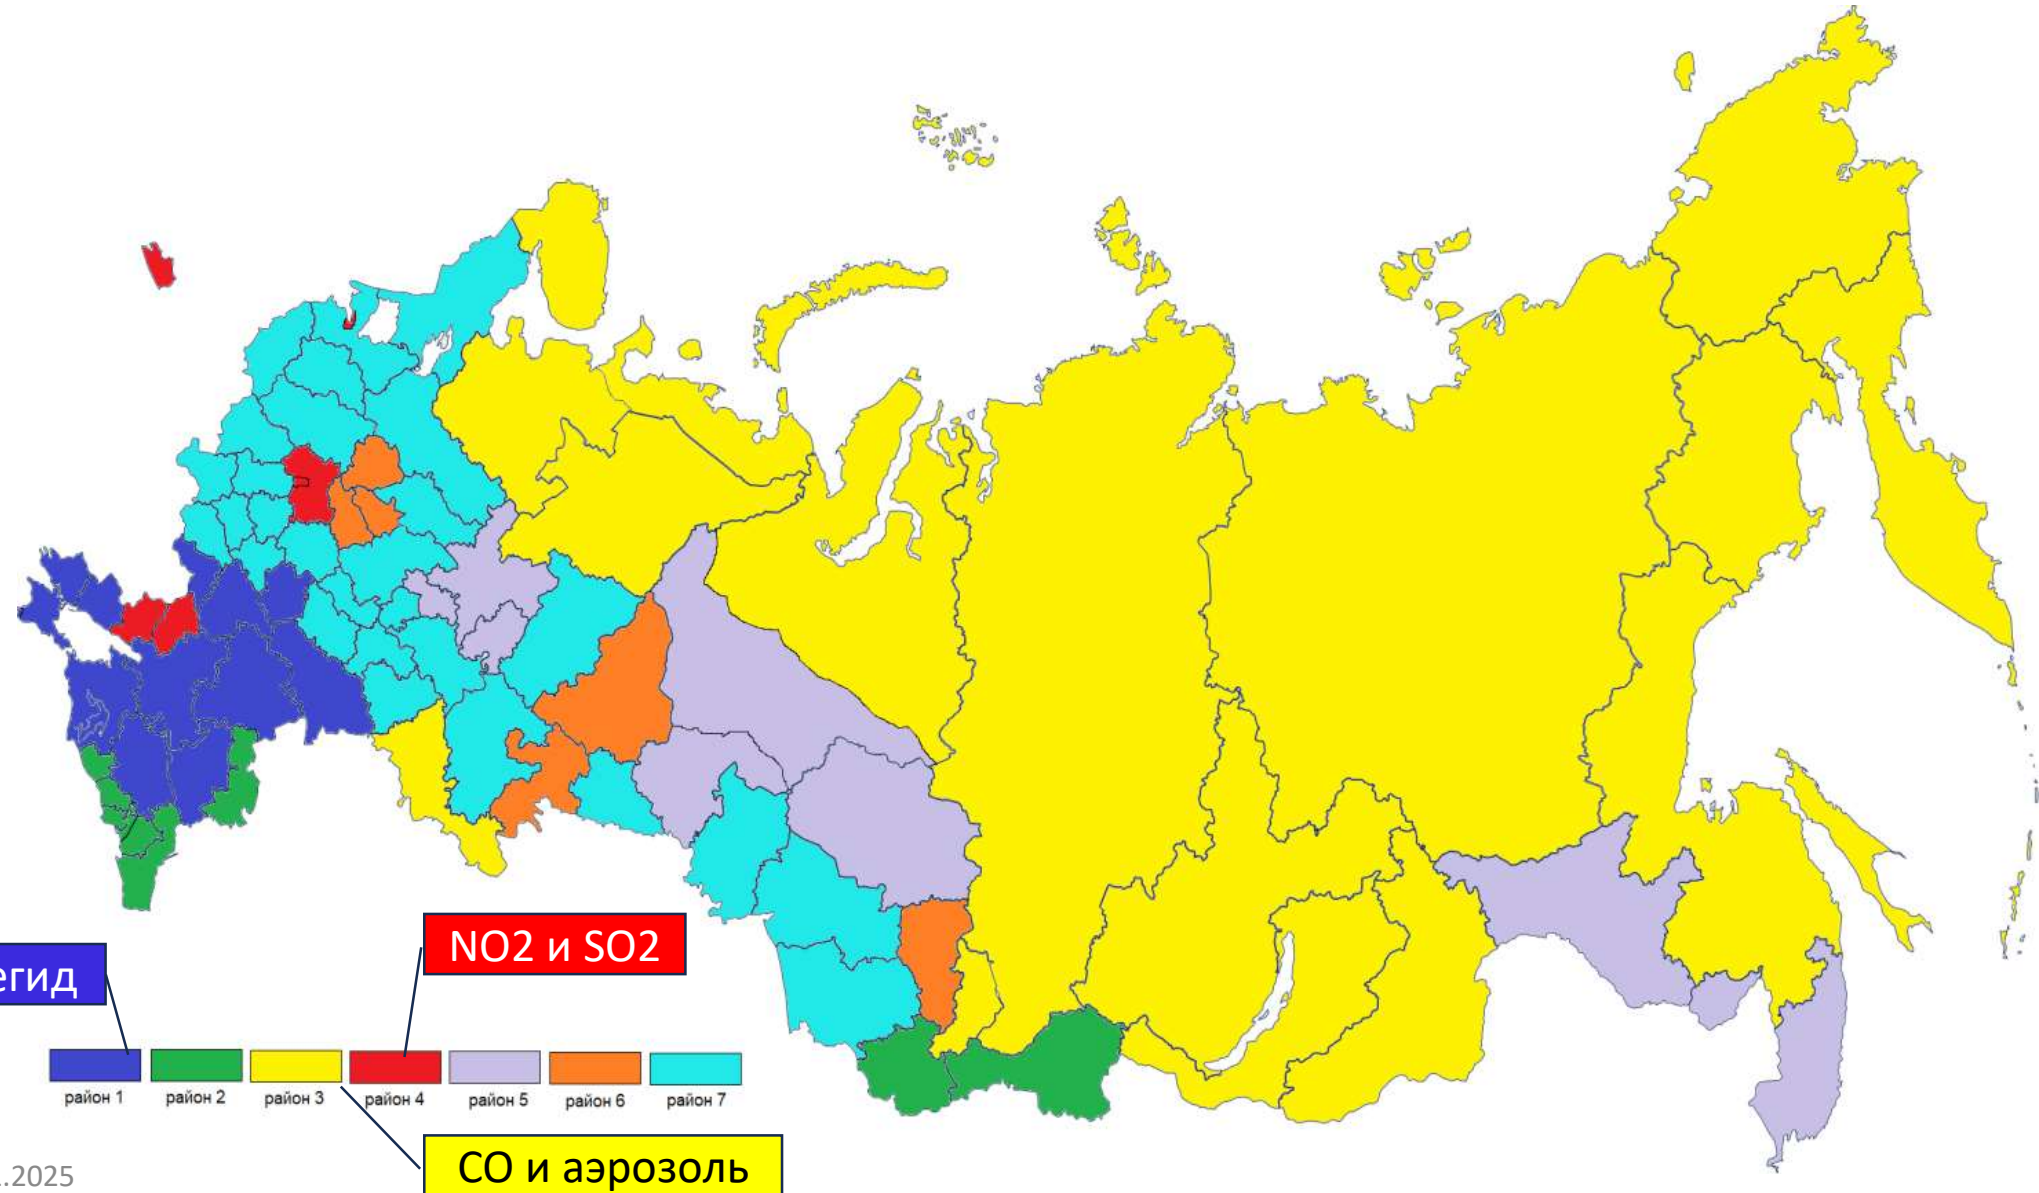 NO2 и SO2
егид
район 1
район 2
район 3
район 4
район 5
район 6
район 7
CO и аэрозоль
.2025